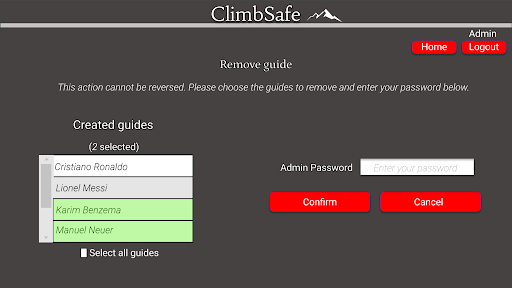 ClimbSafe
Admin
Home
Logout
Remove guide
This action cannot be reversed. Please choose the guides to remove and enter your password below.
Created guides
(2 selected)
Cristiano Ronaldo
Lionel Messi
Karim Benzema
Manuel Neuer
Select all guides
Admin Password
Enter your password
Confirm
Cancel